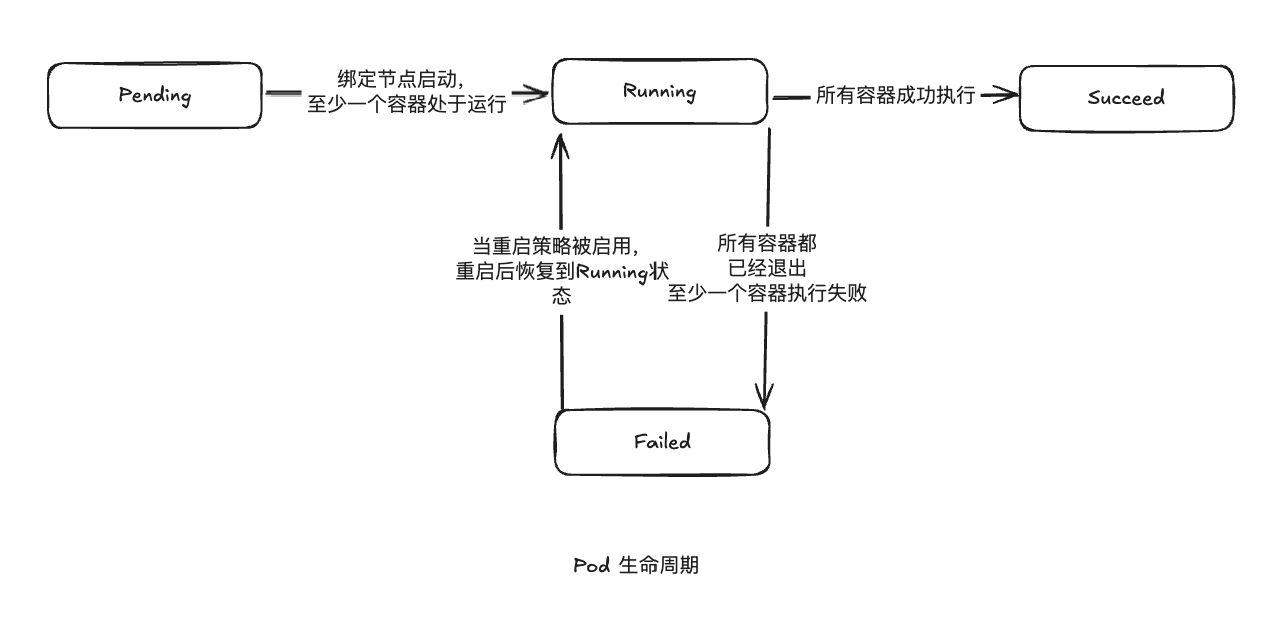 Pending
绑定节点启动，
至少一个容器处于运行
Running
所有容器成功执行
Succeed
当重启策略被启用，
重启后恢复到Running状
态
所有容器都
已经退出
至少一个容器执行失败
Failed
Pod 生命周期